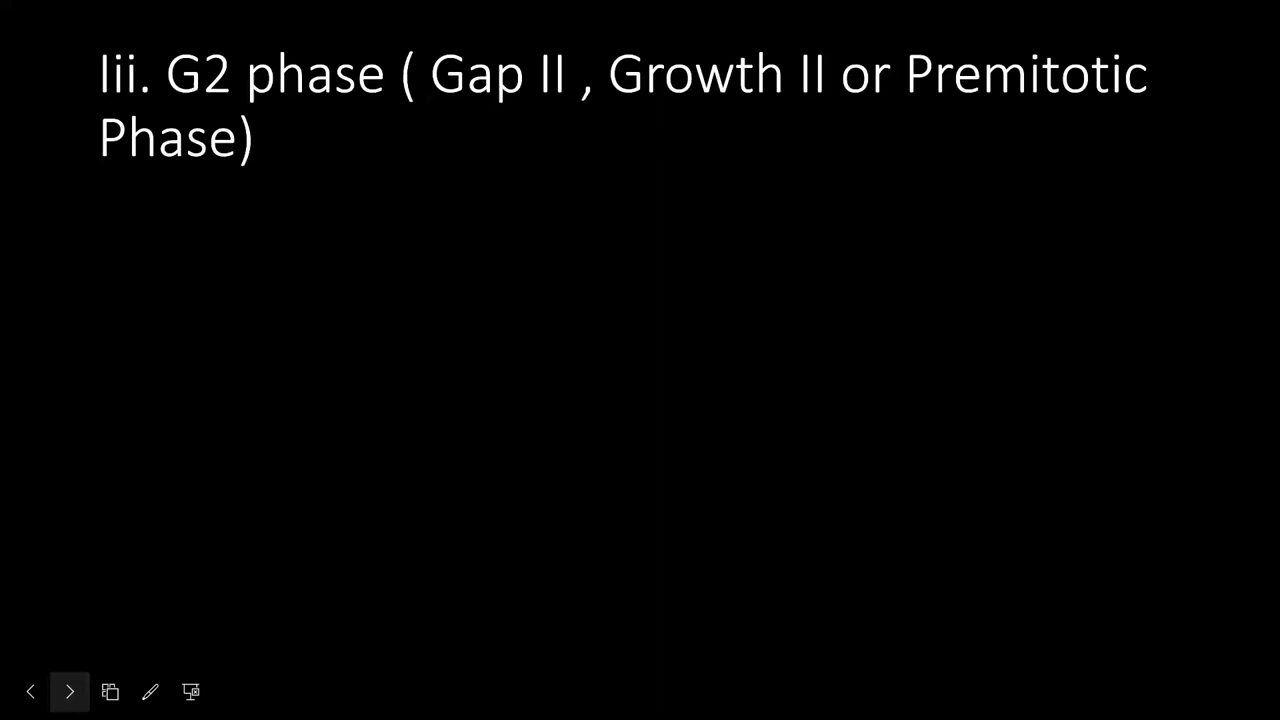 Iii. G2 phase ( Gap II , Growth II or Premitotic
Phase)